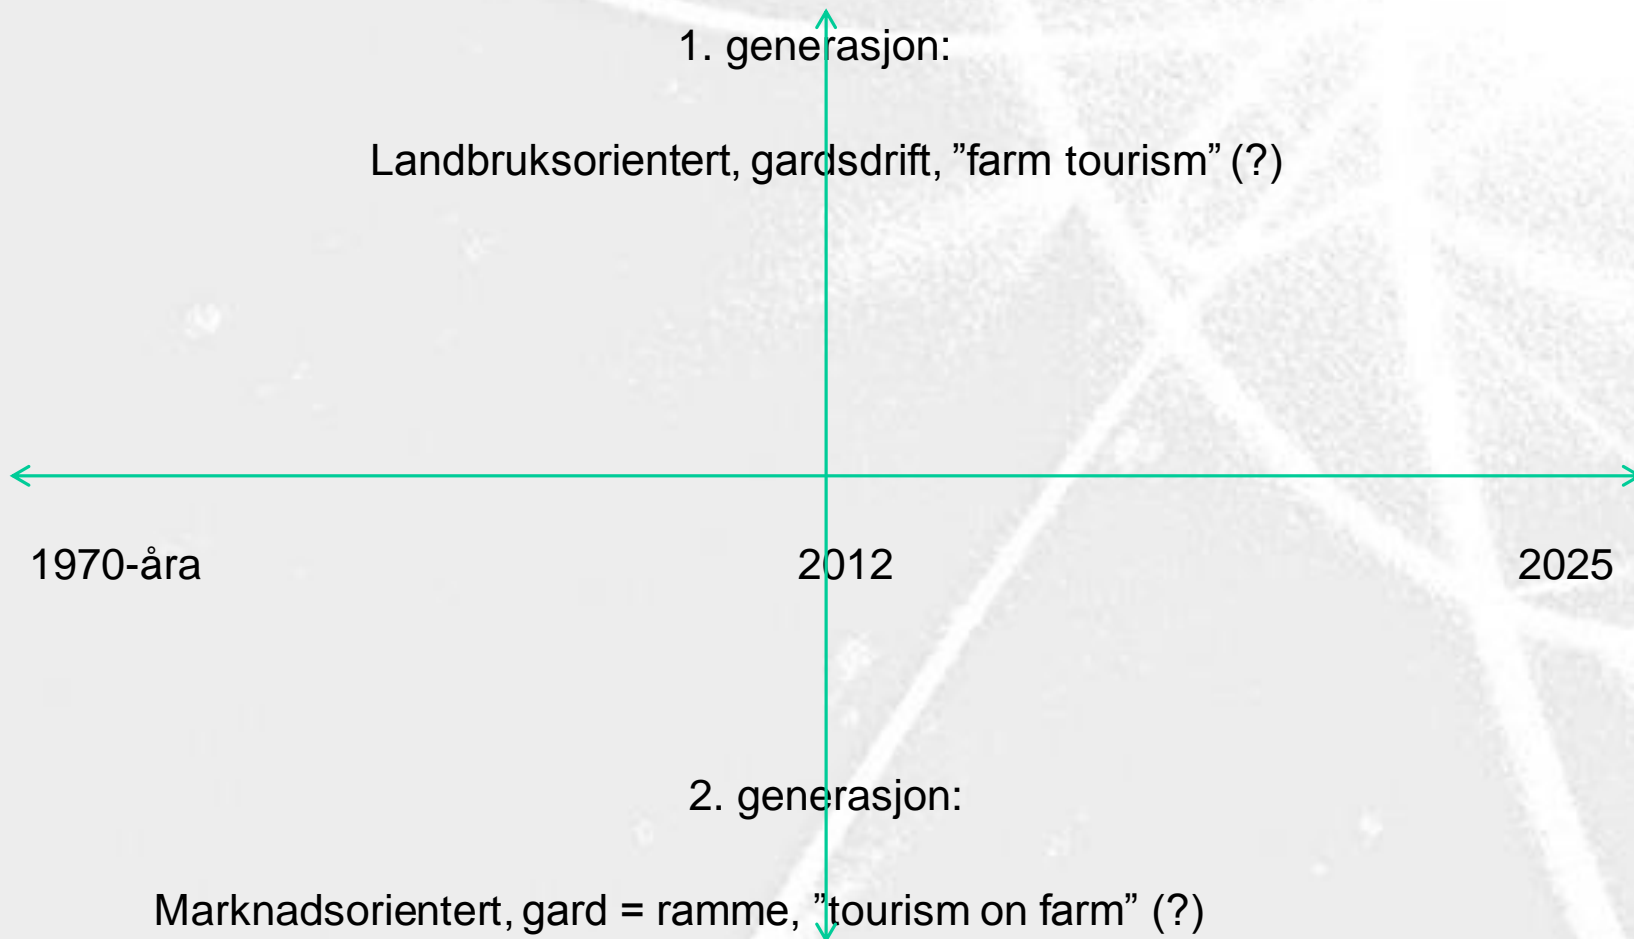 1. generasjon:
Landbruksorientert, gardsdrift, ”farm tourism” (?)
1970-åra 2012 2025
2. generasjon:
Marknadsorientert, gard = ramme, ”tourism on farm” (?)